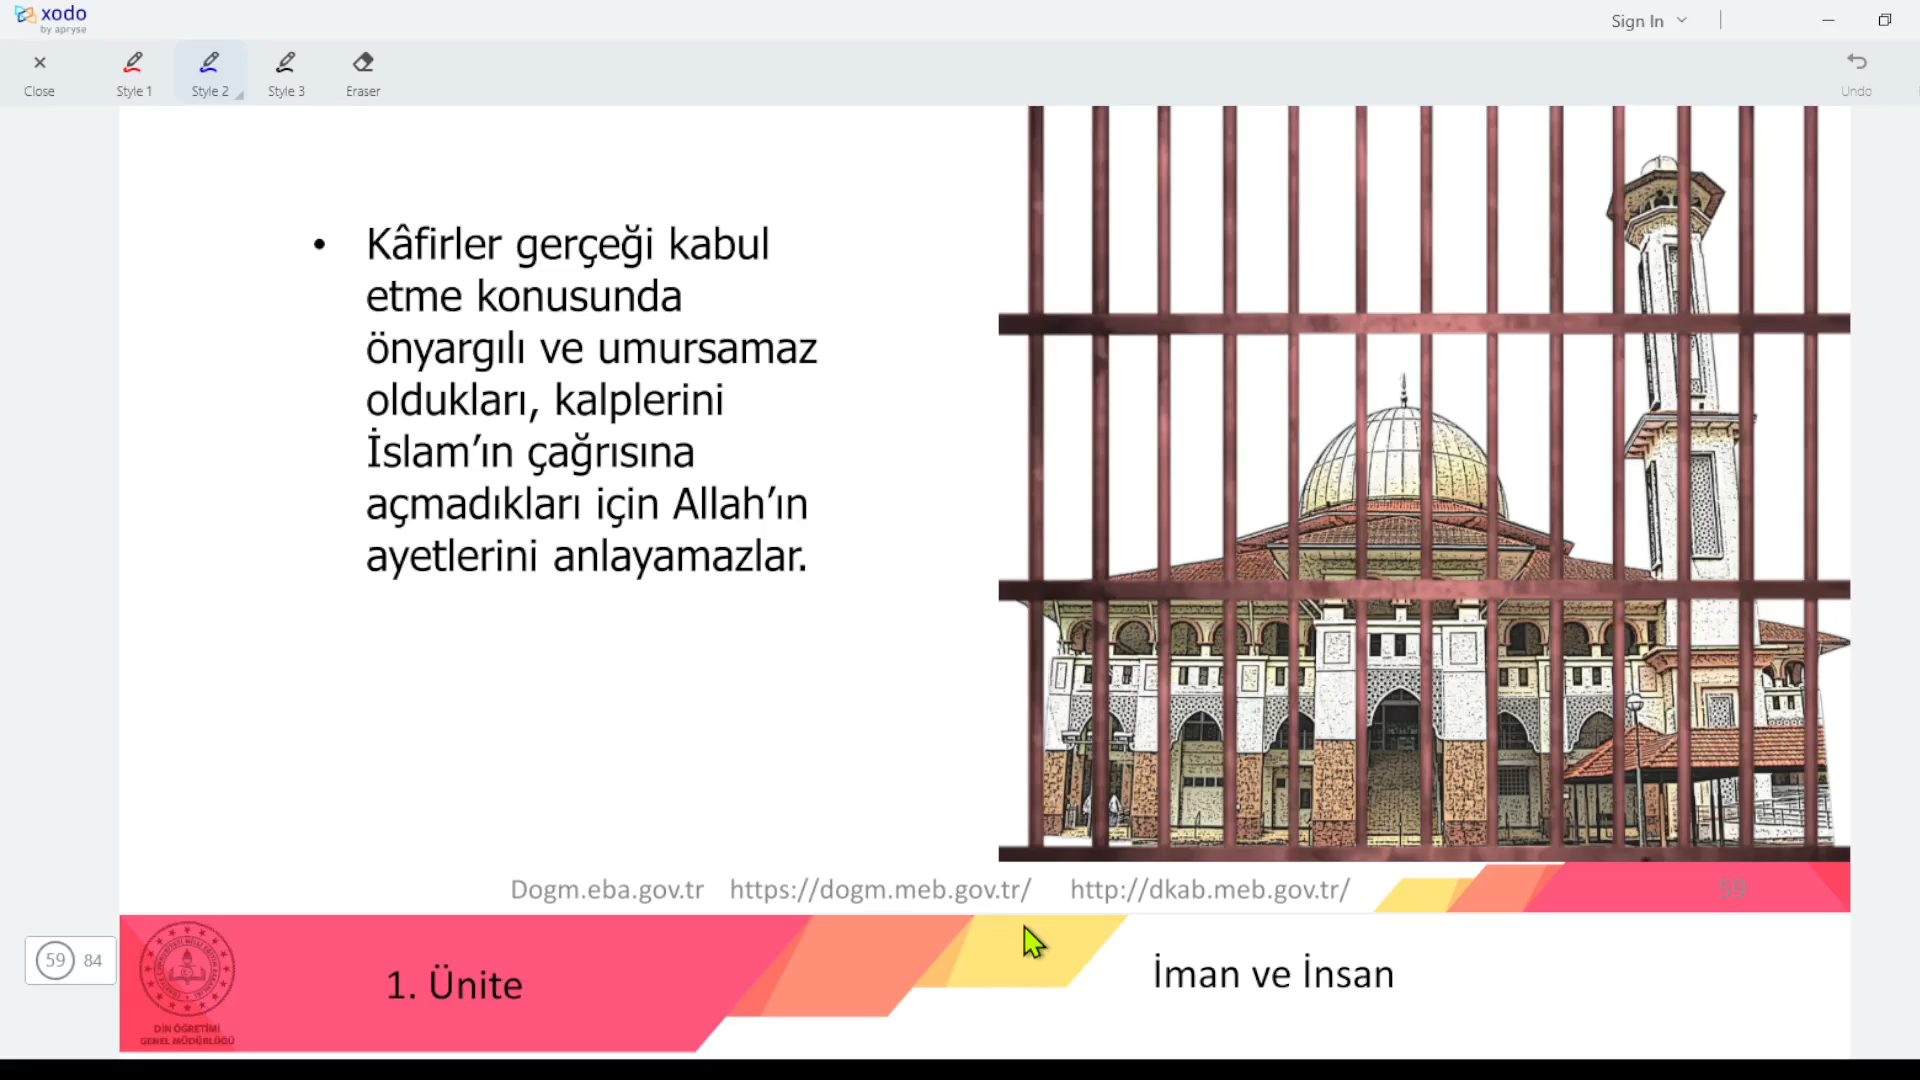 xodo
by apryse
Sign In
Close
Style 1
Style 2
Style 3
Eraser
Undo
• Kâfirler gerçeği kabul
etme konusunda
önyargılı ve umursamaz
oldukları, kalplerini
İslam’ın çağrısına
açmadıkları için Allah’ın
ayetlerini anlayamazlar.
Dogm.eba.gov.tr https://dogm.meb.gov.tr/ http://dkab.meb.gov.tr/
59
59 84
1. Ünite
İman ve İnsan
DİN ÖĞRETİMİ
GENEL MÜDÜRLÜĞÜ